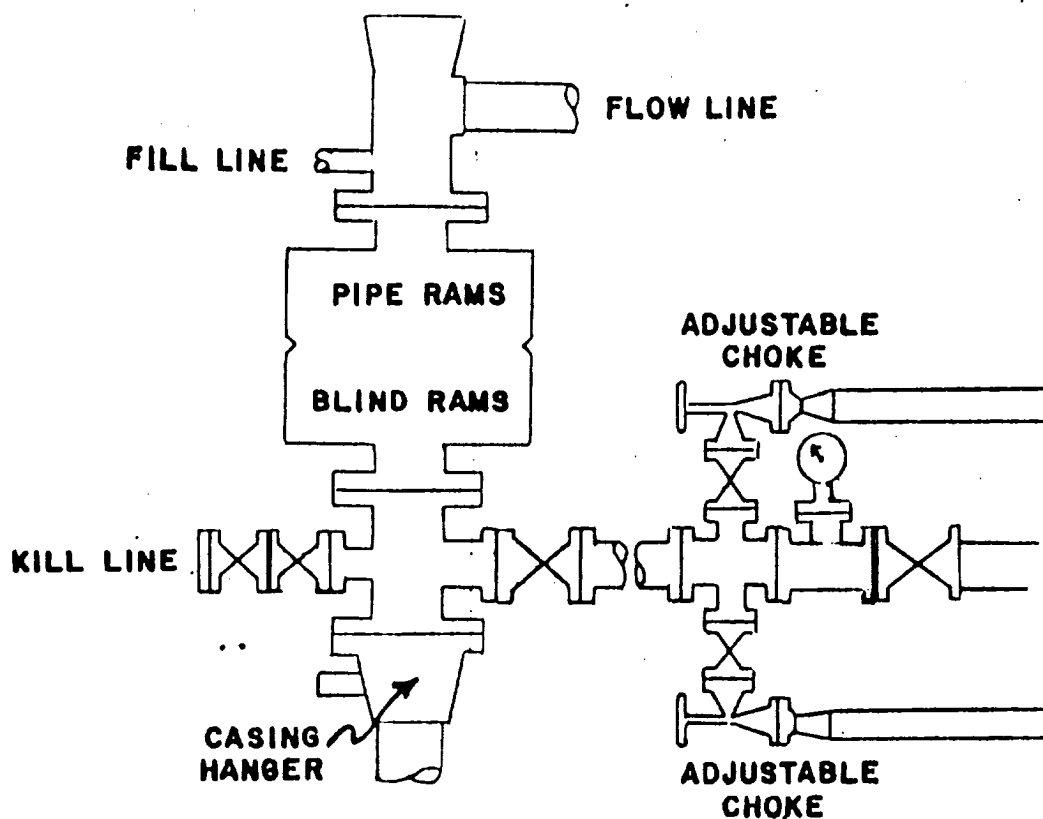 FLOW LINE
FILL LINE
PIPE RAMS
ADJUSTABLE
CHOKE
BLIND RAMS
KILL LINE
CASING
HANGER
ADJUSTABLE
CHOKE